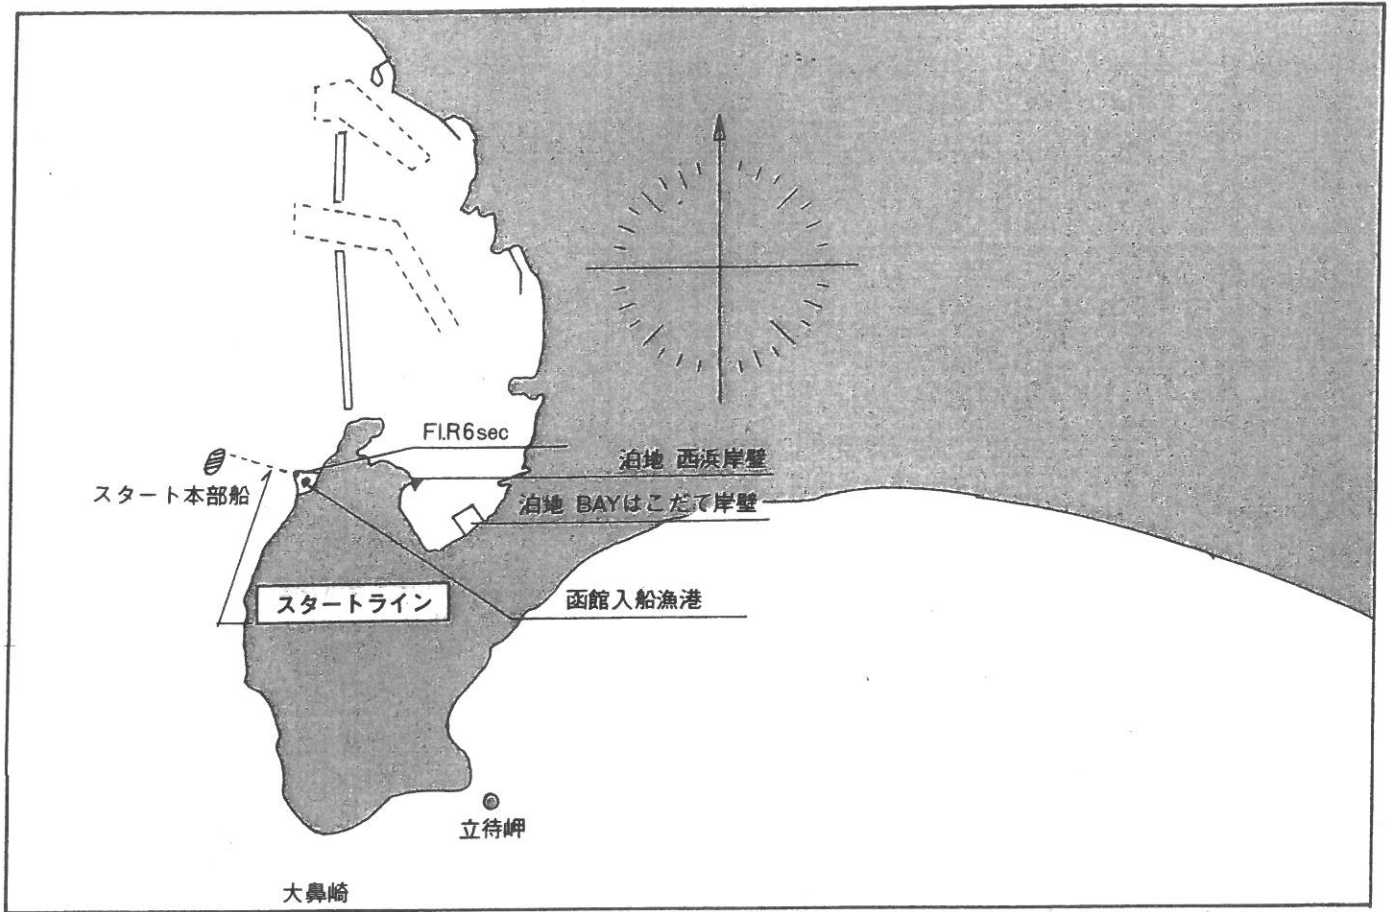 Fl.R6sec
泊地 西浜岸壁
スタート本部船
泊地 BAYはこだて岸壁
スタートライン
函館入船漁港
立待岬
大鼻崎